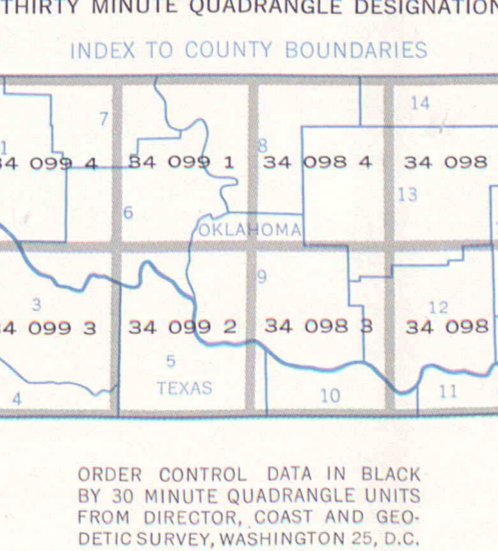 THIRTY MINUTE QUADRANGLE DESIGNATION
INDEX TO COUNTY BOUNDARIES
14
7
1
8
34 099 4
34 099 1
34 098 4
34 098
13
6
OKLAHOMA
9
3
12
34 099 3
34 099 2
34 098 3
34 098
5
TEXAS
4
10
11
ORDER CONTROL DATA IN BLACK
BY 30 MINUTE QUADRANGLE UNITS
FROM DIRECTOR, COAST AND GEO-
DETIC SURVEY, WASHINGTON 25, D.C.